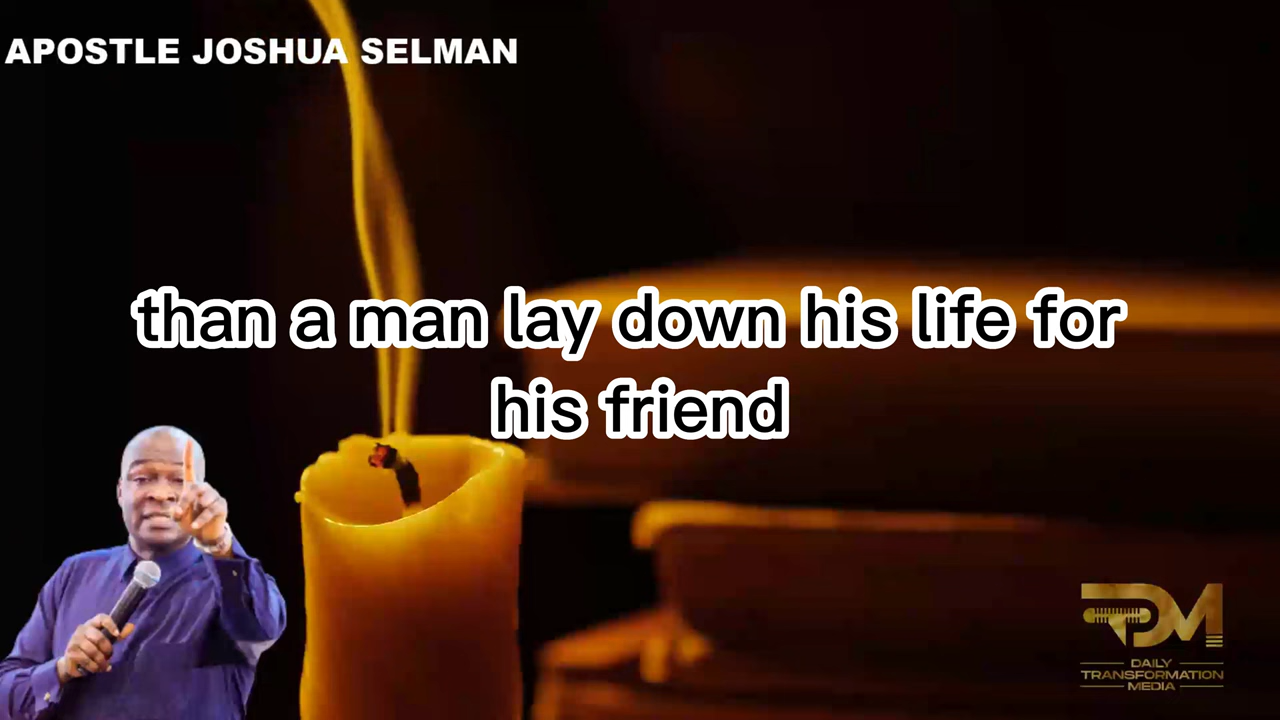 APOSTLE JOSHUA SELMAN
than a man lay down his life for
his friend
DAILY
TRANSFORMATION
MEDIA